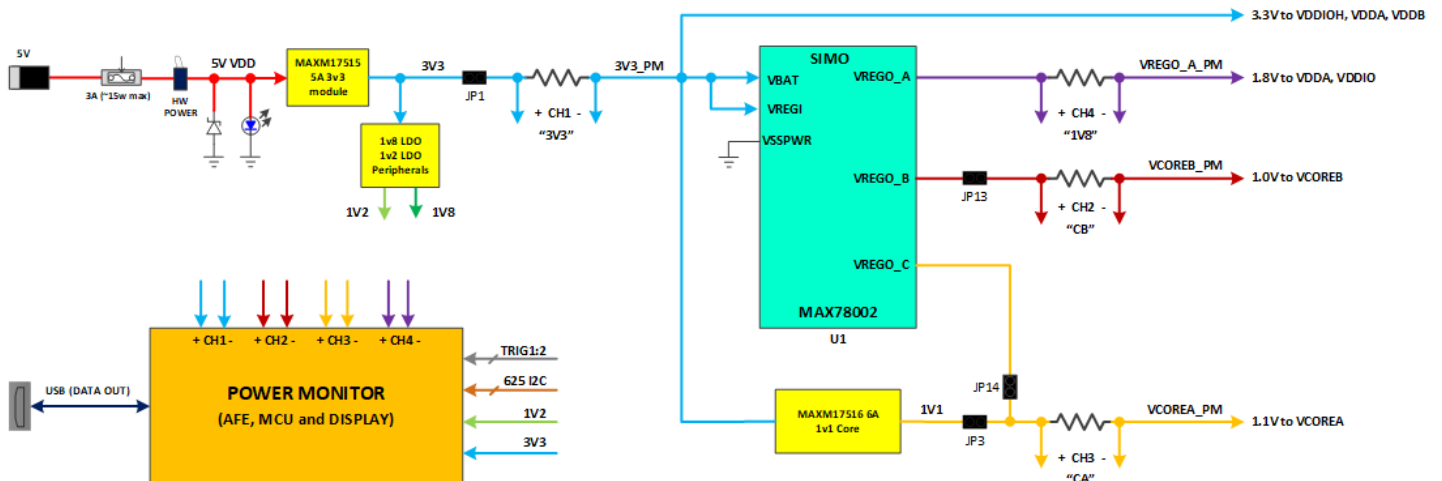 3.3V to VDDIOH, VDDA, VDDB
5V
3A (~15w max)
HW
POWER
5V VDD
MAXM17515
5A 3v3
module
3V3
JP1
+ CH1 -
“3V3”
3V3_PM
1v8 LDO
1v2 LDO
Peripherals
1V2
1V8
SIMO
VBAT
VREGI
VSSPWR
VREGO_A
VREGO_B
VREGO_C
MAX78002
U1
+ CH4 -
“1V8”
VREGO_A_PM
1.8V to VDDA, VDDIO
JP13
+ CH2 -
“CB”
VCOREB_PM
1.0V to VCOREB
+ CH1 -
+ CH2 -
+ CH3 -
+ CH4 -
POWER MONITOR
(AFE, MCU and DISPLAY)
USB (DATA OUT)
TRIG1:2
625 I2C
1V2
3V3
MAXM17516 6A
1v1 Core
1V1
JP14
JP3
+ CH3 -
“CA”
VCOREA_PM
1.1V to VCOREA